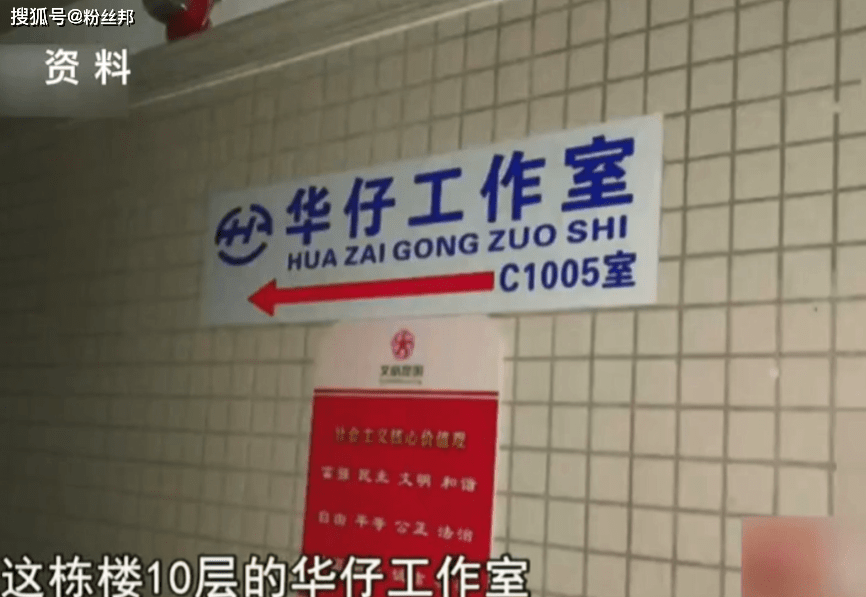 搜狐号@粉丝邦
资料
华仔工作室
HUA ZAI GONG ZUO SHI
C1005室
社会主义核心价值观
富强 民主 文明 和谐
自由 平等 公正 法治
这栋楼10层的华仔工作室